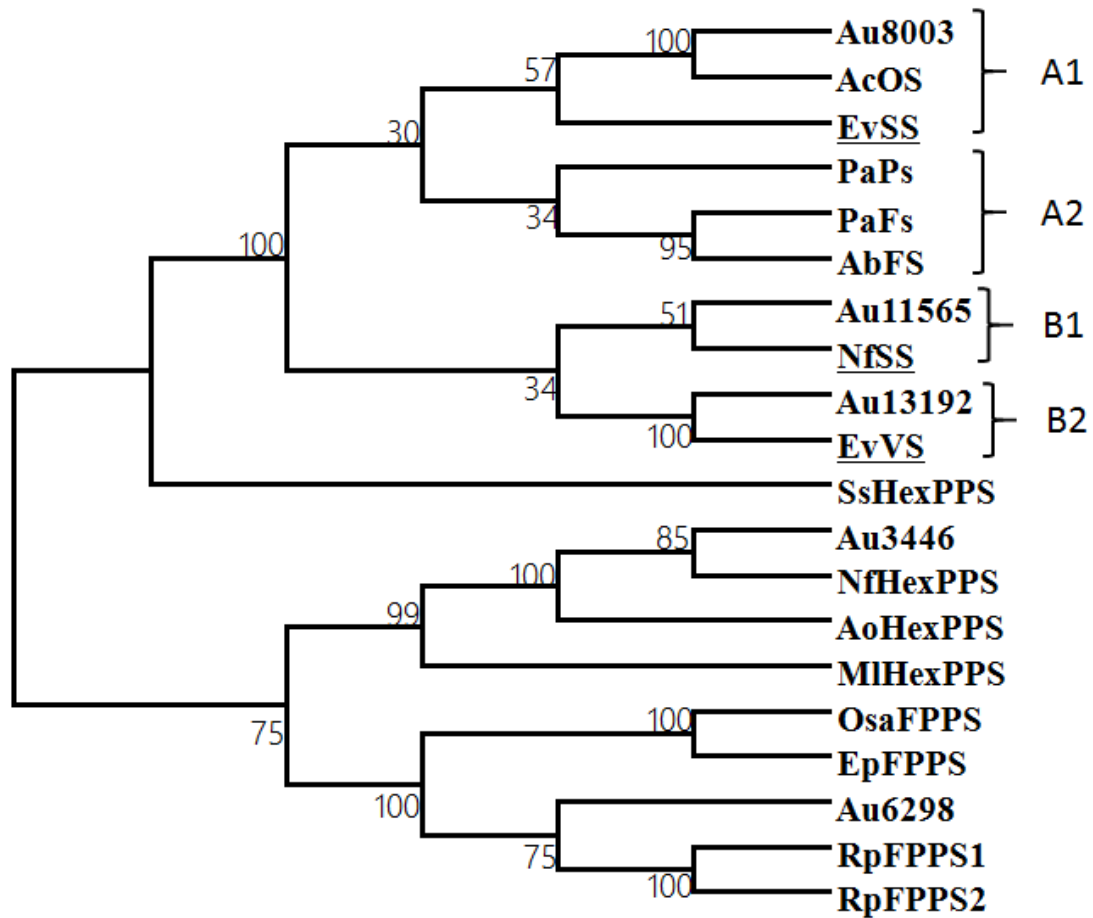 Au8003
100
A1
57
AcOS
30
EvSS
PaPs
34
PaFs
A2
95
AbFS
100
Au11565
51
B1
NfSS
34
Au13192
B2
100
EvVS
SsHexPPS
Au3446
85
100
NfHexPPS
99
AoHexPPS
MlHexPPS
75
OsaFPPS
100
EpFPPS
100
Au6298
75
RpFPPS1
100
RpFPPS2